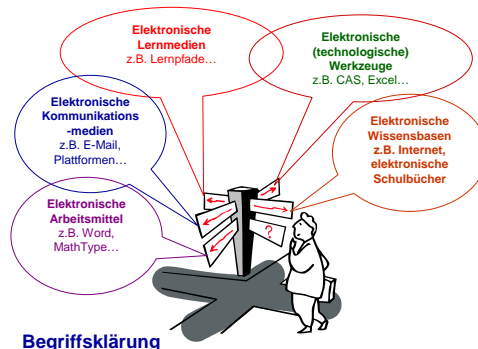 Elektronische
Lernmedien
z.B. Lernpfade…
Elektronische
(technologische)
Werkzeuge
z.B. CAS, Excel…
Elektronische
Kommunikations
-medien
z.B. E-Mail,
Plattformen…
Elektronische
Wissensbasen
z.B. Internet,
elektronische
Schulbücher
Elektronische
Arbeitsmittel
z.B. Word,
MathType…
?
Begriffsklärung